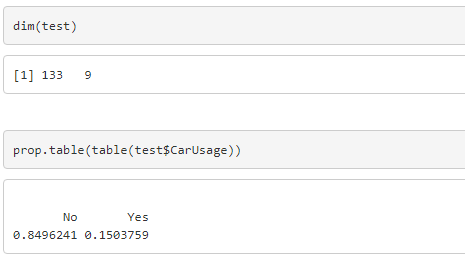 dim(test)
[1] 133   9
prop.table(table(test$CarUsage))
       No       Yes
0.8496241 0.1503759